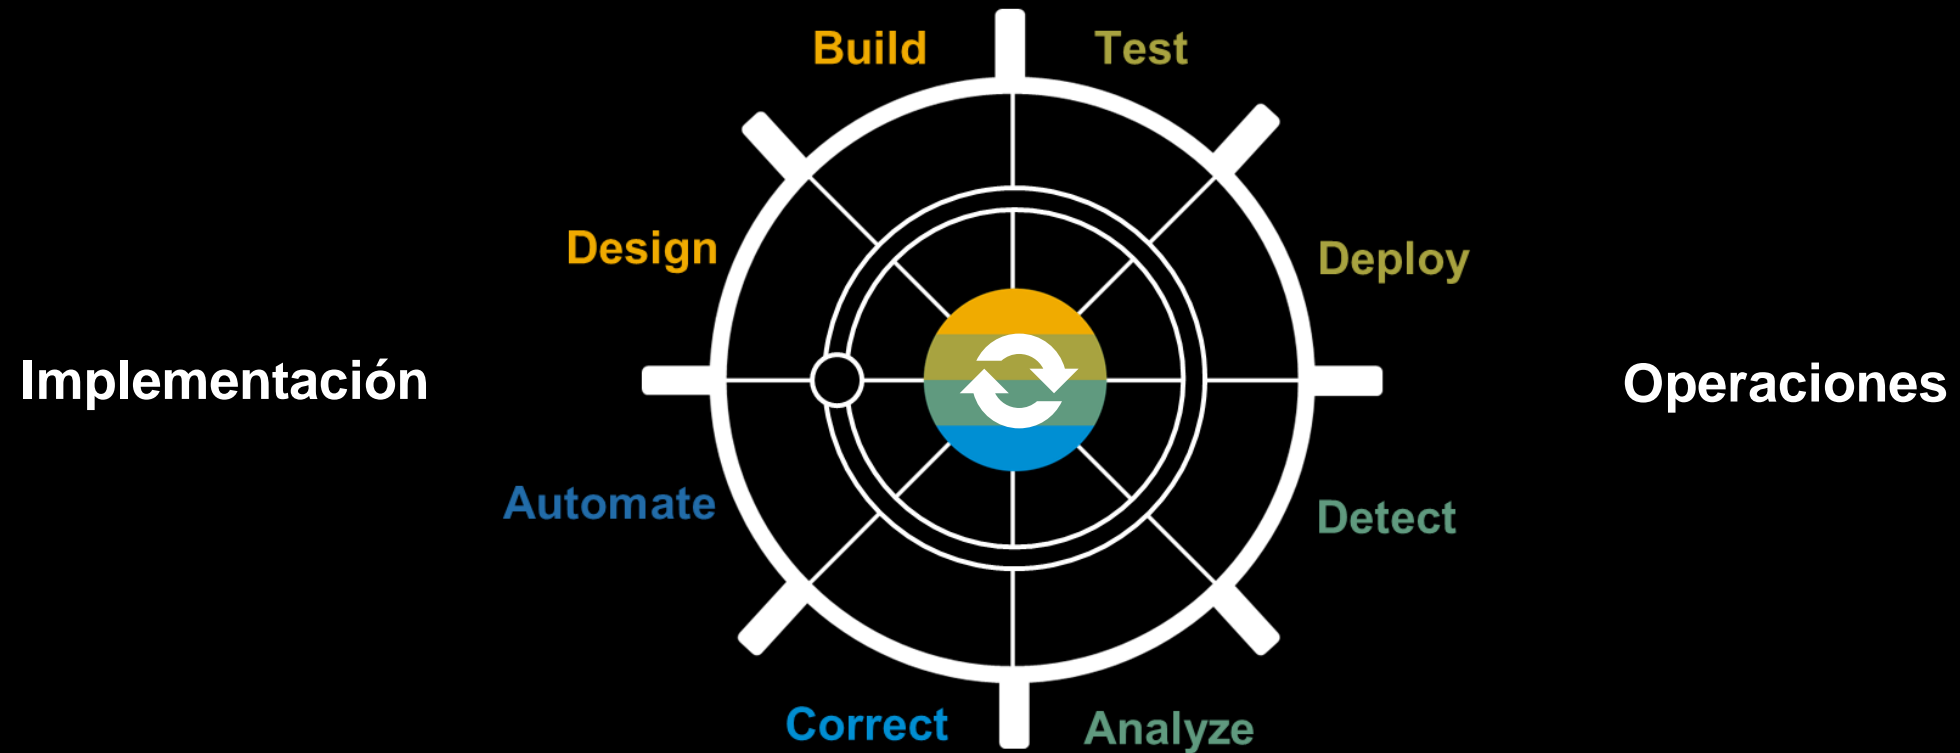 Build
Test
Design
Deploy
Implementación
Operaciones
Automate
Detect
Correct
Analyze